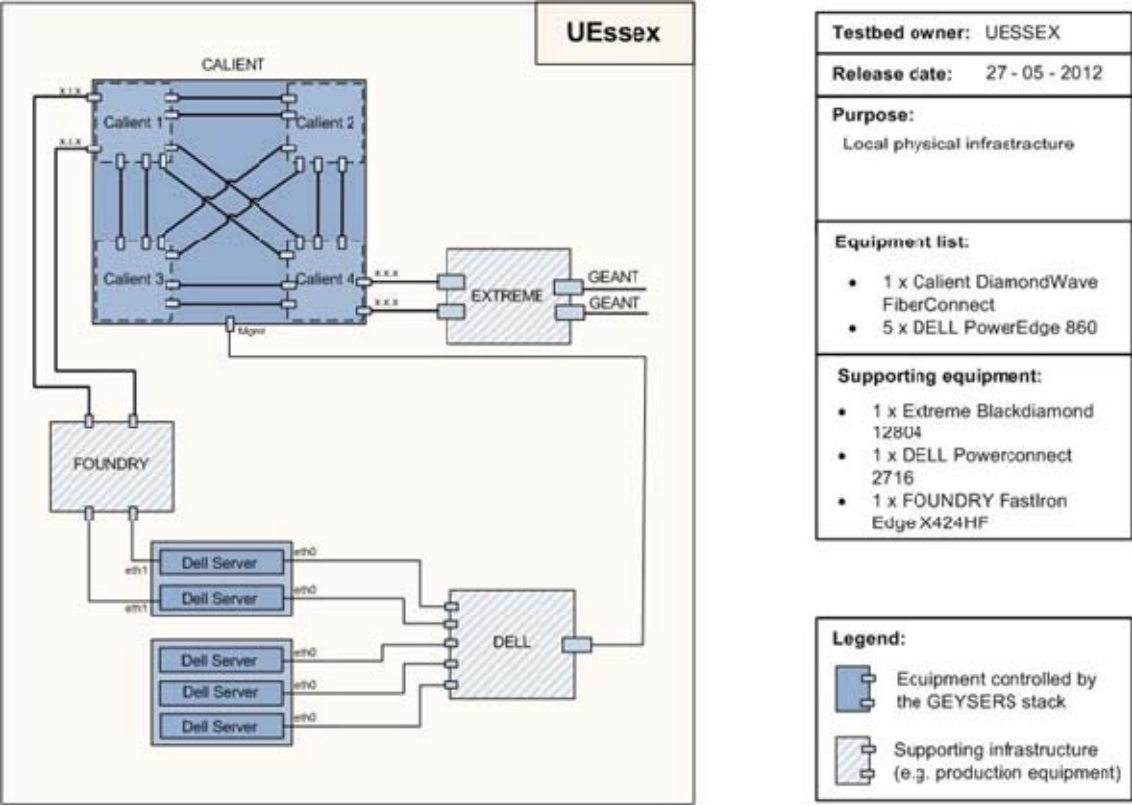 UEssex
CALIENT
x.x.x
x.x.x
Calient 1
Calient 2
Calient 3
Calient 4
x.x.x
x.x.x
Mgmt
EXTREME
GEANT
GEANT
FOUNDRY
eth1
eth1
Dell Server
Dell Server
eth0
eth0
Dell Server
Dell Server
Dell Server
eth0
eth0
eth0
DELL
Testbed owner: UESSEX
Release date: 27 - 05 - 2012
Purpose:
Local physical infrastracture
Equipment list:
• 1 x Calient DiamondWave
FiberConnect
• 5 x DELL PowerEdge 860
Supporting equipment:
• 1 x Extreme Blackdiamond
12804
• 1 x DELL Powerconnect
2716
• 1 x FOUNDRY FastIron
Edge X424HF
Legend:
Equipment controlled by
the GEYSERS stack
Supporting infrastructure
(e.g. production equipment)